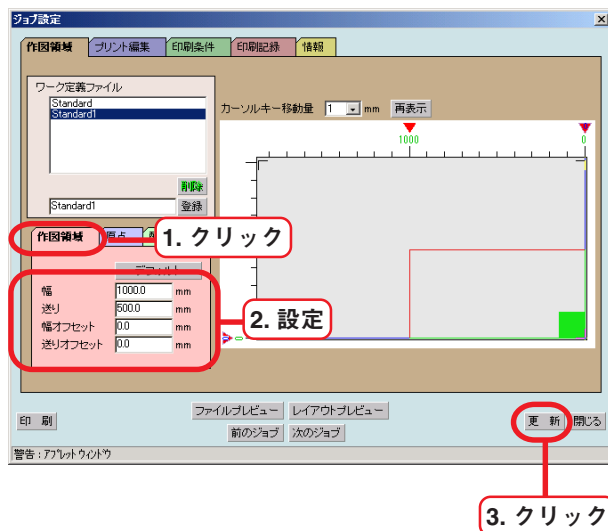 ジョブ設定
作図領域 プリント編集 印刷条件 印刷記録 情報
ワーク定義ファイル
Standard
Standard1
削除
Standard1 登録
カーソルキー移動量 1 mm 再表示
1000 0
作図領域
1. クリック
デフォルト
幅 1000.0 mm
送り 500.0 mm
幅オフセット 0.0 mm
送りオフセット 0.0 mm
2. 設定
0
ファイルプレビュー レイアウトプレビュー
印 刷 更 新 閉じる
前のジョブ 次のジョブ
警告 : アプレット ウィンドウ
3. クリック